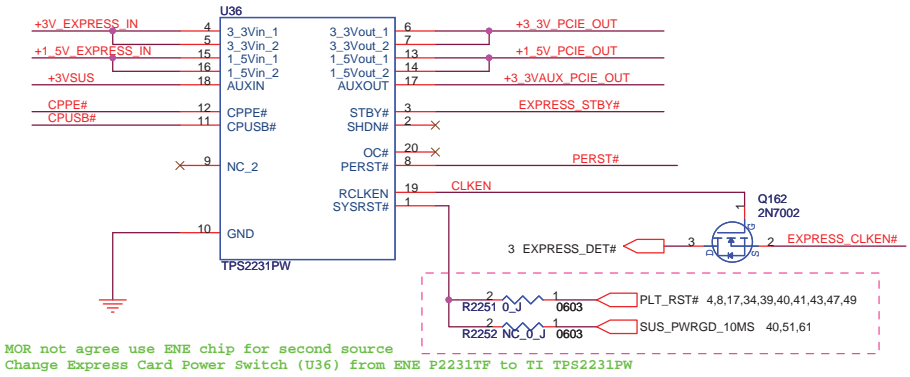 U36
+3V_EXPRESS_IN 4 3_3Vin_1 3_3Vout_1 6 +3_3V_PCIE_OUT
5 3_3Vin_2 3_3Vout_2 7
+1_5V_EXPRESS_IN 15 1_5Vin_1 1_5Vout_1 13 +1_5V_PCIE_OUT
16 1_5Vin_2 1_5Vout_2 14
+3VSUS 18 AUXIN AUXOUT 17 +3_3VAUX_PCIE_OUT
CPPE# 12 CPPE# STBY# 3 EXPRESS_STBY#
CPUSB# 11 CPUSB# SHDN# 2
OC# 20
9 NC_2 PERST# 8 PERST#
RCLKEN 19 CLKEN
SYSRST# 1
10 GND
TPS2231PW
Q162
2N7002
1
G
D
S
3 EXPRESS_DET# 3 2 EXPRESS_CLKEN#
2 1 PLT_RST# 4,8,17,34,39,40,41,43,47,49
R2251 0_J 0603
2 1 SUS_PWRGD_10MS 40,51,61
R2252 NC_0_J 0603
MOR not agree use ENE chip for second source
Change Express Card Power Switch (U36) from ENE P2231TF to TI TPS2231PW